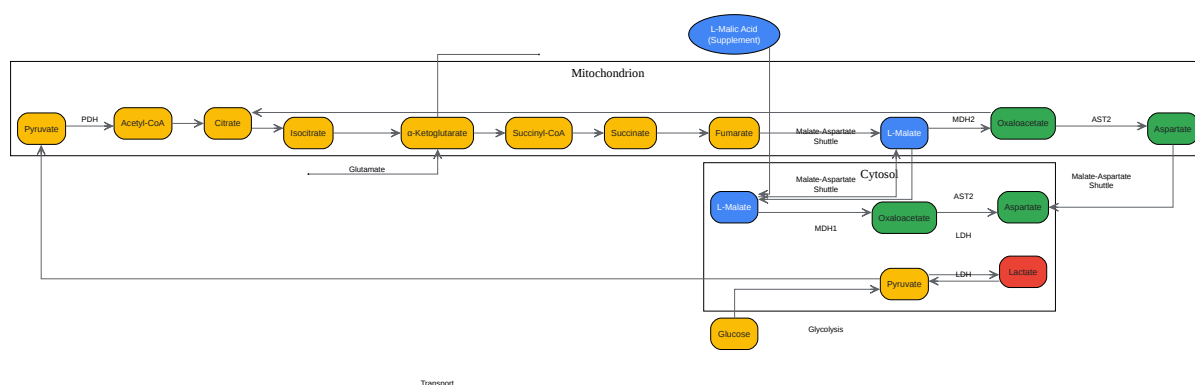 L-Malic Acid
(Supplement)
Mitochondrion
Pyruvate
PDH
Acetyl-CoA
Citrate
Isocitrate
α-Ketoglutarate
Succinyl-CoA
Succinate
Fumarate
Malate-Aspartate
Shuttle
L-Malate
MDH2
Oxaloacetate
AST2
Aspartate
Glutamate
Cytosol
Malate-Aspartate
Shuttle
Malate-Aspartate
Shuttle
L-Malate
MDH1
Oxaloacetate
AST2
Aspartate
LDH
Pyruvate
LDH
Lactate
Glucose
Glycolysis
Transport